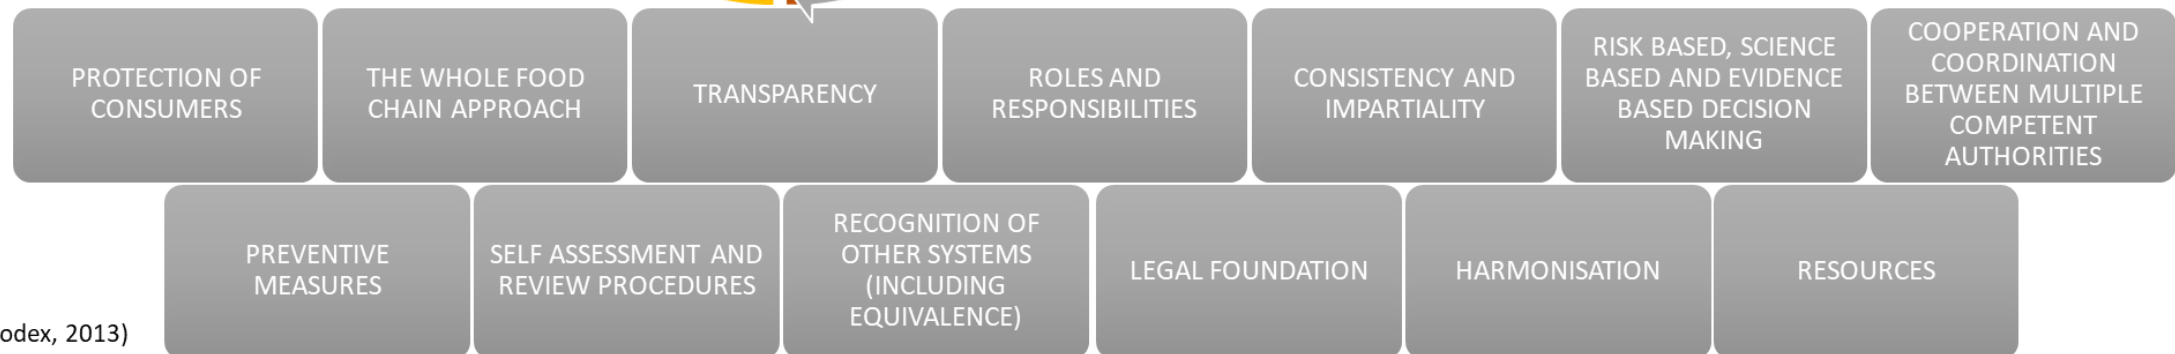 PROTECTION OF
CONSUMERS
THE WHOLE FOOD
CHAIN APPROACH
TRANSPARENCY
ROLES AND
RESPONSIBILITIES
CONSISTENCY AND
IMPARTIALITY
RISK BASED, SCIENCE
BASED AND EVIDENCE
BASED DECISION
MAKING
COOPERATION AND
COORDINATION
BETWEEN MULTIPLE
COMPETENT
AUTHORITIES
PREVENTIVE
MEASURES
SELF ASSESSMENT AND
REVIEW PROCEDURES
RECOGNITION OF
OTHER SYSTEMS
(INCLUDING
EQUIVALENCE)
LEGAL FOUNDATION
HARMONISATION
RESOURCES
odex, 2013)